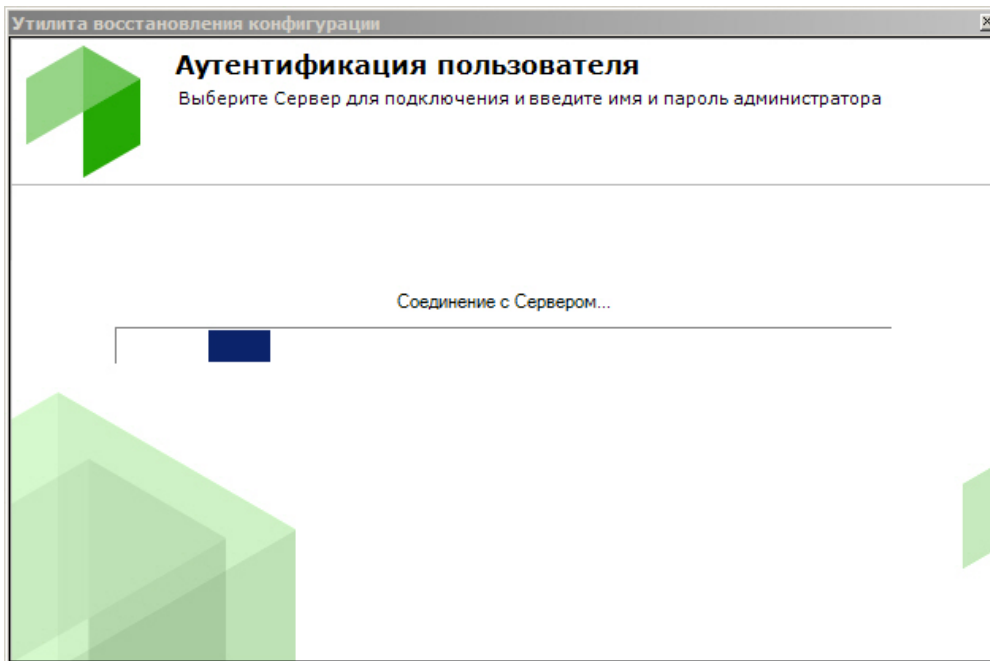 Утилита восстановления конфигурации
Аутентификация пользователя
Выберите Сервер для подключения и введите имя и пароль администратора
Соединение с Сервером...